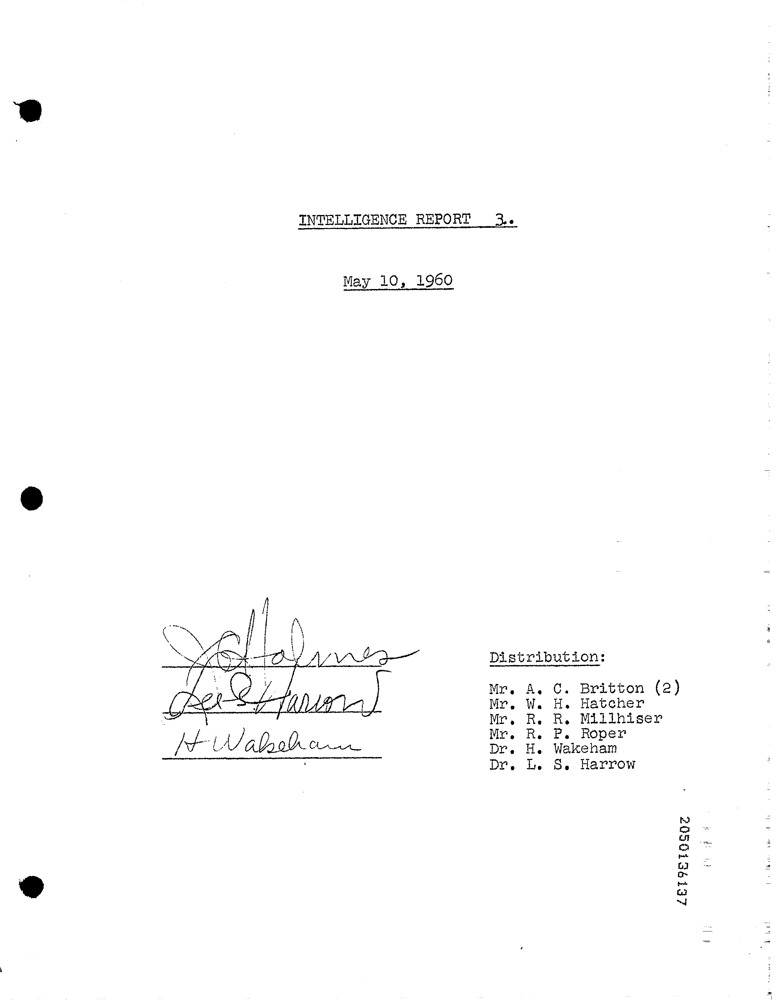 INTELLIGENCE REPORT 3.
May 10, 1960
Holmes
Lee S. Harrow
H Wakeham
Distribution:
Mr. A. C. Britton (2)
Mr. W. H. Hatcher
Mr. R. R. Millhiser
Mr. R. P. Roper
Dr. H. Wakeham
Dr. L. S. Harrow
2050136137